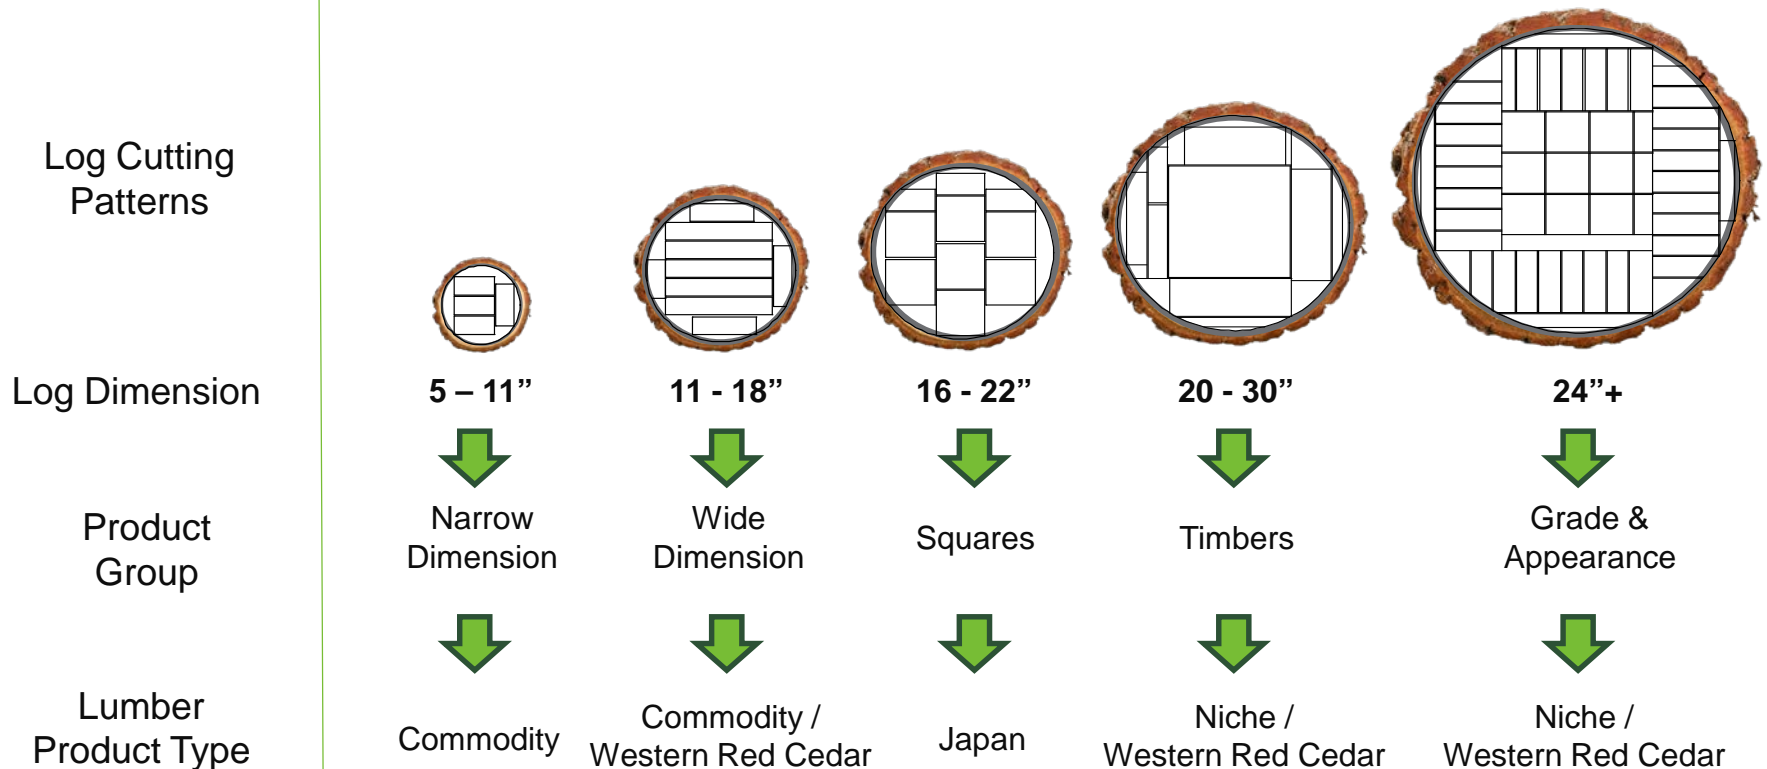 Log Cutting
Patterns
Log Dimension
5 – 11”
11 - 18”
16 - 22”
20 - 30”
24”+
Product
Group
Narrow
Dimension
Wide
Dimension
Squares
Timbers
Grade &
Appearance
Lumber
Product Type
Commodity
Commodity /
Western Red Cedar
Japan
Niche /
Western Red Cedar
Niche /
Western Red Cedar